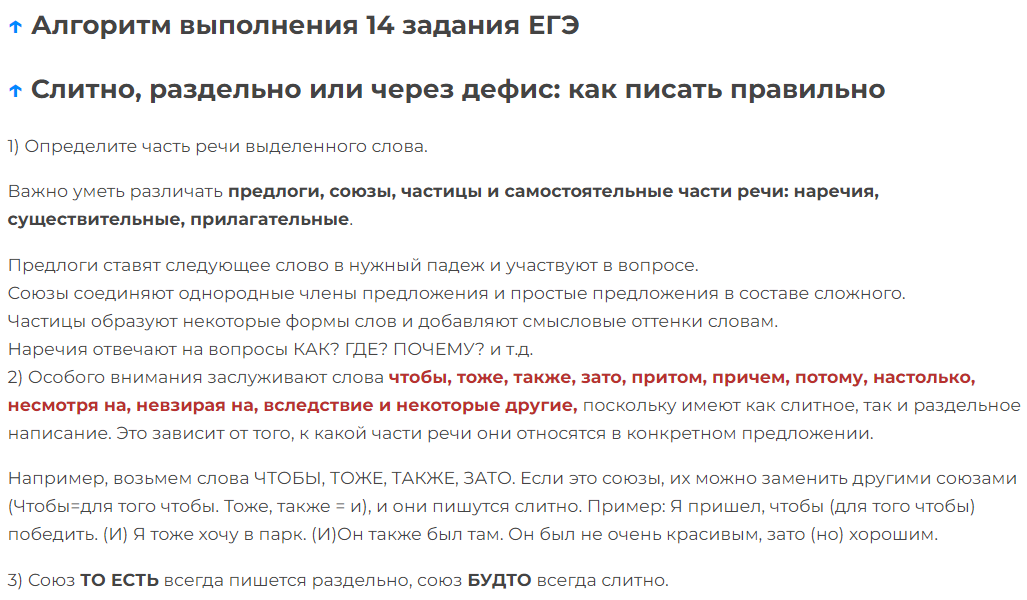 ↑ Алгоритм выполнения 14 задания ЕГЭ
↑ Слитно, раздельно или через дефис: как писать правильно
1) Определите часть речи выделенного слова.
Важно уметь различать предлоги, союзы, частицы и самостоятельные части речи: наречия,
существительные, прилагательные.
Предлоги ставят следующее слово в нужный падеж и участвуют в вопросе.
Союзы соединяют однородные члены предложения и простые предложения в составе сложного.
Частицы образуют некоторые формы слов и добавляют смысловые оттенки словам.
Наречия отвечают на вопросы КАК? ГДЕ? ПОЧЕМУ? и т.д.
2) Особого внимания заслуживают слова чтобы, тоже, также, зато, притом, причем, потому, настолько,
несмотря на, невзирая на, вследствие и некоторые другие, поскольку имеют как слитное, так и раздельное
написание. Это зависит от того, к какой части речи они относятся в конкретном предложении.
Например, возьмем слова ЧТОБЫ, ТОЖЕ, ТАКЖЕ, ЗАТО. Если это союзы, их можно заменить другими союзами
(Чтобы=для того чтобы. Тоже, также = и), и они пишутся слитно. Пример: Я пришел, чтобы (для того чтобы)
победить. (И) Я тоже хочу в парк. (И)Он также был там. Он был не очень красивым, зато (но) хорошим.
3) Союз ТО ЕСТЬ всегда пишется раздельно, союз БУДТО всегда слитно.